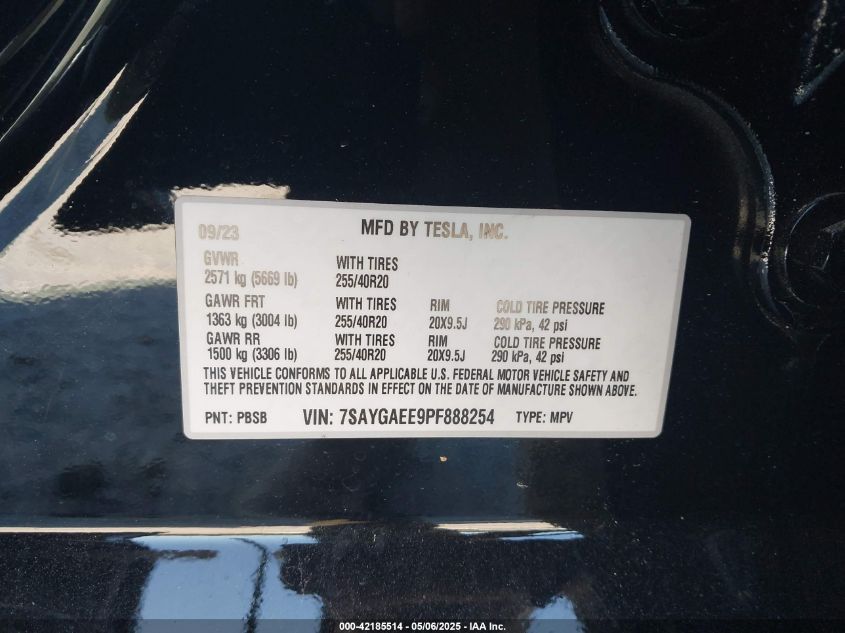 09/23 MFD BY TESLA, INC.
GVWR WITH TIRES
2571 kg (5669 lb) 255/40R20
GAWR FRT WITH TIRES RIM COLD TIRE PRESSURE
1363 kg (3004 lb) 255/40R20 20X9.5J 290 kPa, 42 psi
GAWR RR WITH TIRES RIM COLD TIRE PRESSURE
1500 kg (3306 lb) 255/40R20 20X9.5J 290 kPa, 42 psi
THIS VEHICLE CONFORMS TO ALL APPLICABLE U.S. FEDERAL MOTOR VEHICLE SAFETY AND
THEFT PREVENTION STANDARDS IN EFFECT ON THE DATE OF MANUFACTURE SHOWN ABOVE.
PNT: PBSB VIN: 7SAYGAEE9PF888254 TYPE: MPV
000-42185514 - 05/06/2025 - IAA Inc.